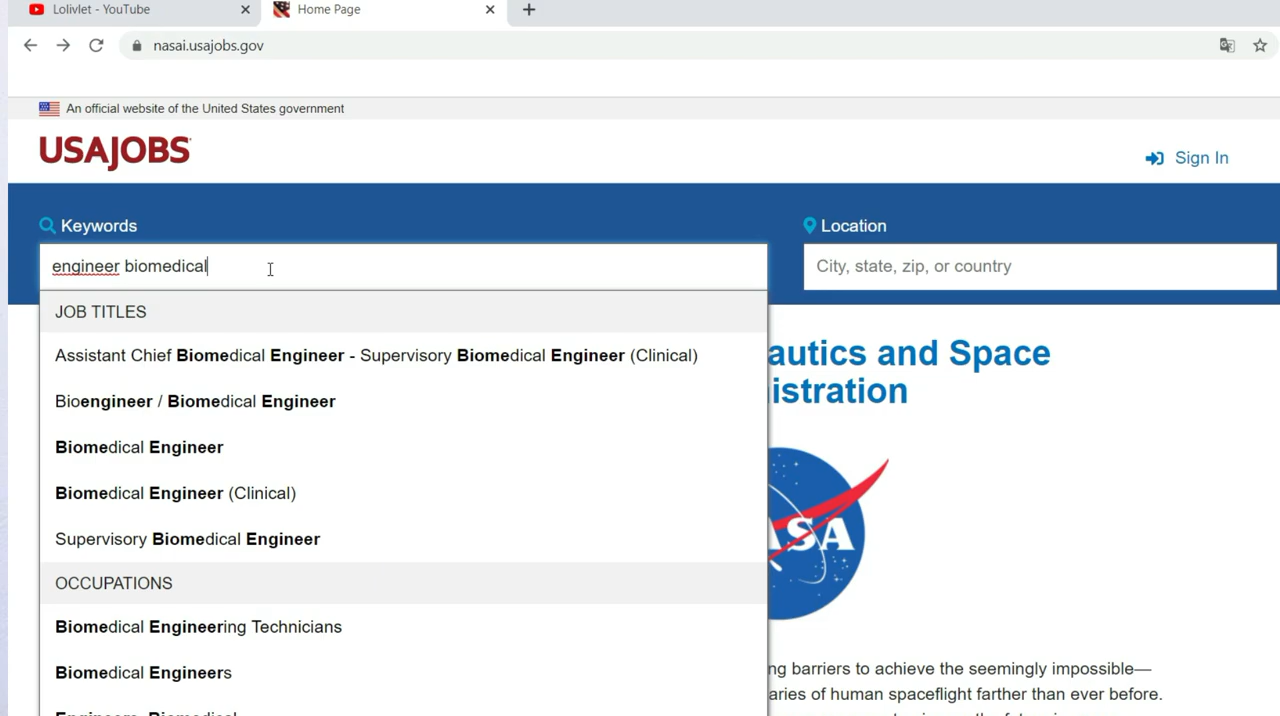 Lolivlet - YouTube
Home Page
nasai.usajobs.gov
An official website of the United States government
USAJOBS
Sign In
Keywords
Location
engineer biomedical
City, state, zip, or country
JOB TITLES
Assistant Chief Biomedical Engineer - Supervisory Biomedical Engineer (Clinical)
Bioengineer / Biomedical Engineer
Biomedical Engineer
Biomedical Engineer (Clinical)
Supervisory Biomedical Engineer
OCCUPATIONS
Biomedical Engineering Technicians
Biomedical Engineers
Engineers, Biomedical
autics and Space
istration
ASA
ng barriers to achieve the seemingly impossible—
aries of human spaceflight farther than ever before.